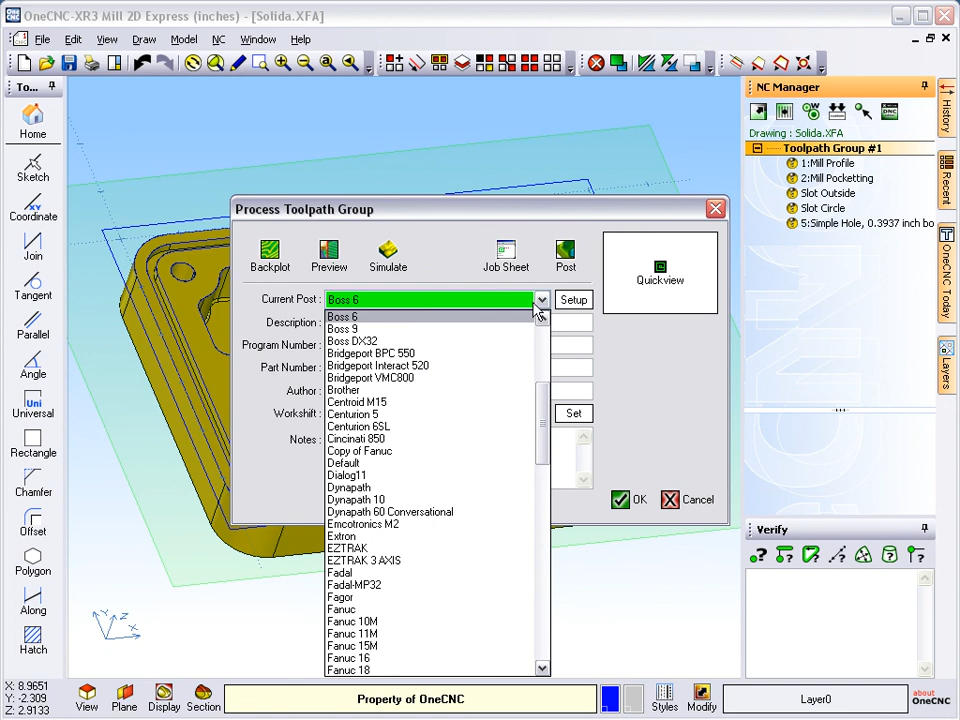 OneCNC-XR3 Mill 2D Express (inches) - [Solida.XFA]
File Edit View Draw Model NC Window Help
To...
Home
Sketch
XY
Coordinate
Join
Tangent
Parallel
Angle
Uni
Universal
Rectangle
Chamfer
Offset
Polygon
Along
Hatch
Process Toolpath Group
Backplot Preview Simulate Job Sheet Post
Quickview
Current Post : Boss 6 Setup
Description :
Program Number :
Part Number :
Author :
Workshift : Set
Notes :
Boss 6
Boss 9
Boss DX32
Bridgeport BPC 550
Bridgeport Interact 520
Bridgeport VMC800
Brother
Centroid M15
Centurion 5
Centurion 6SL
Cincinati 850
Copy of Fanuc
Default
Dialog11
Dynapath
Dynapath 10
Dynapath 60 Conversational
Emcotronics M2
Extron
EZTRAK
EZTRAK 3 AXIS
Fadal
Fadal-MP32
Fagor
Fanuc
Fanuc 10M
Fanuc 11M
Fanuc 15M
Fanuc 16
Fanuc 18
OK Cancel
NC Manager
Drawing : Solida.XFA
Toolpath Group #1
1:Mill Profile
2:Mill Pocketting
Slot Outside
Slot Circle
5:Simple Hole, 0.3937 inch bo
Verify
History
Recent
OneCNC Today
Layers
Y Z X
X: 8.9651
Y: -2.309
Z: 2.9133
View Plane Display Section
Property of OneCNC
Styles Modify
Layer0
about
OneCNC